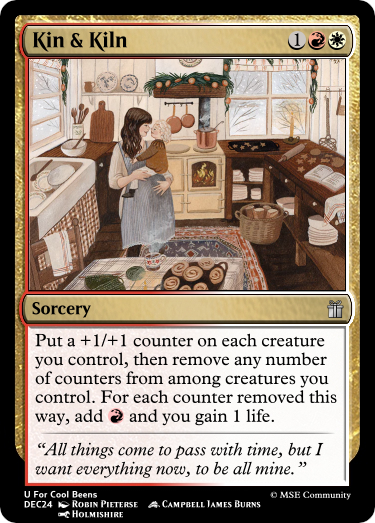 Kin & Kiln
1
Sorcery
Put a +1/+1 counter on each creature
you control, then remove any number
of counters from among creatures you
control. For each counter removed this
way, add and you gain 1 life.
“All things come to pass with time, but I
want everything now, to be all mine.”
U For Cool Beens
DEC24 Robin Pieterse Campbell James Burns
Holmishire
© MSE Community